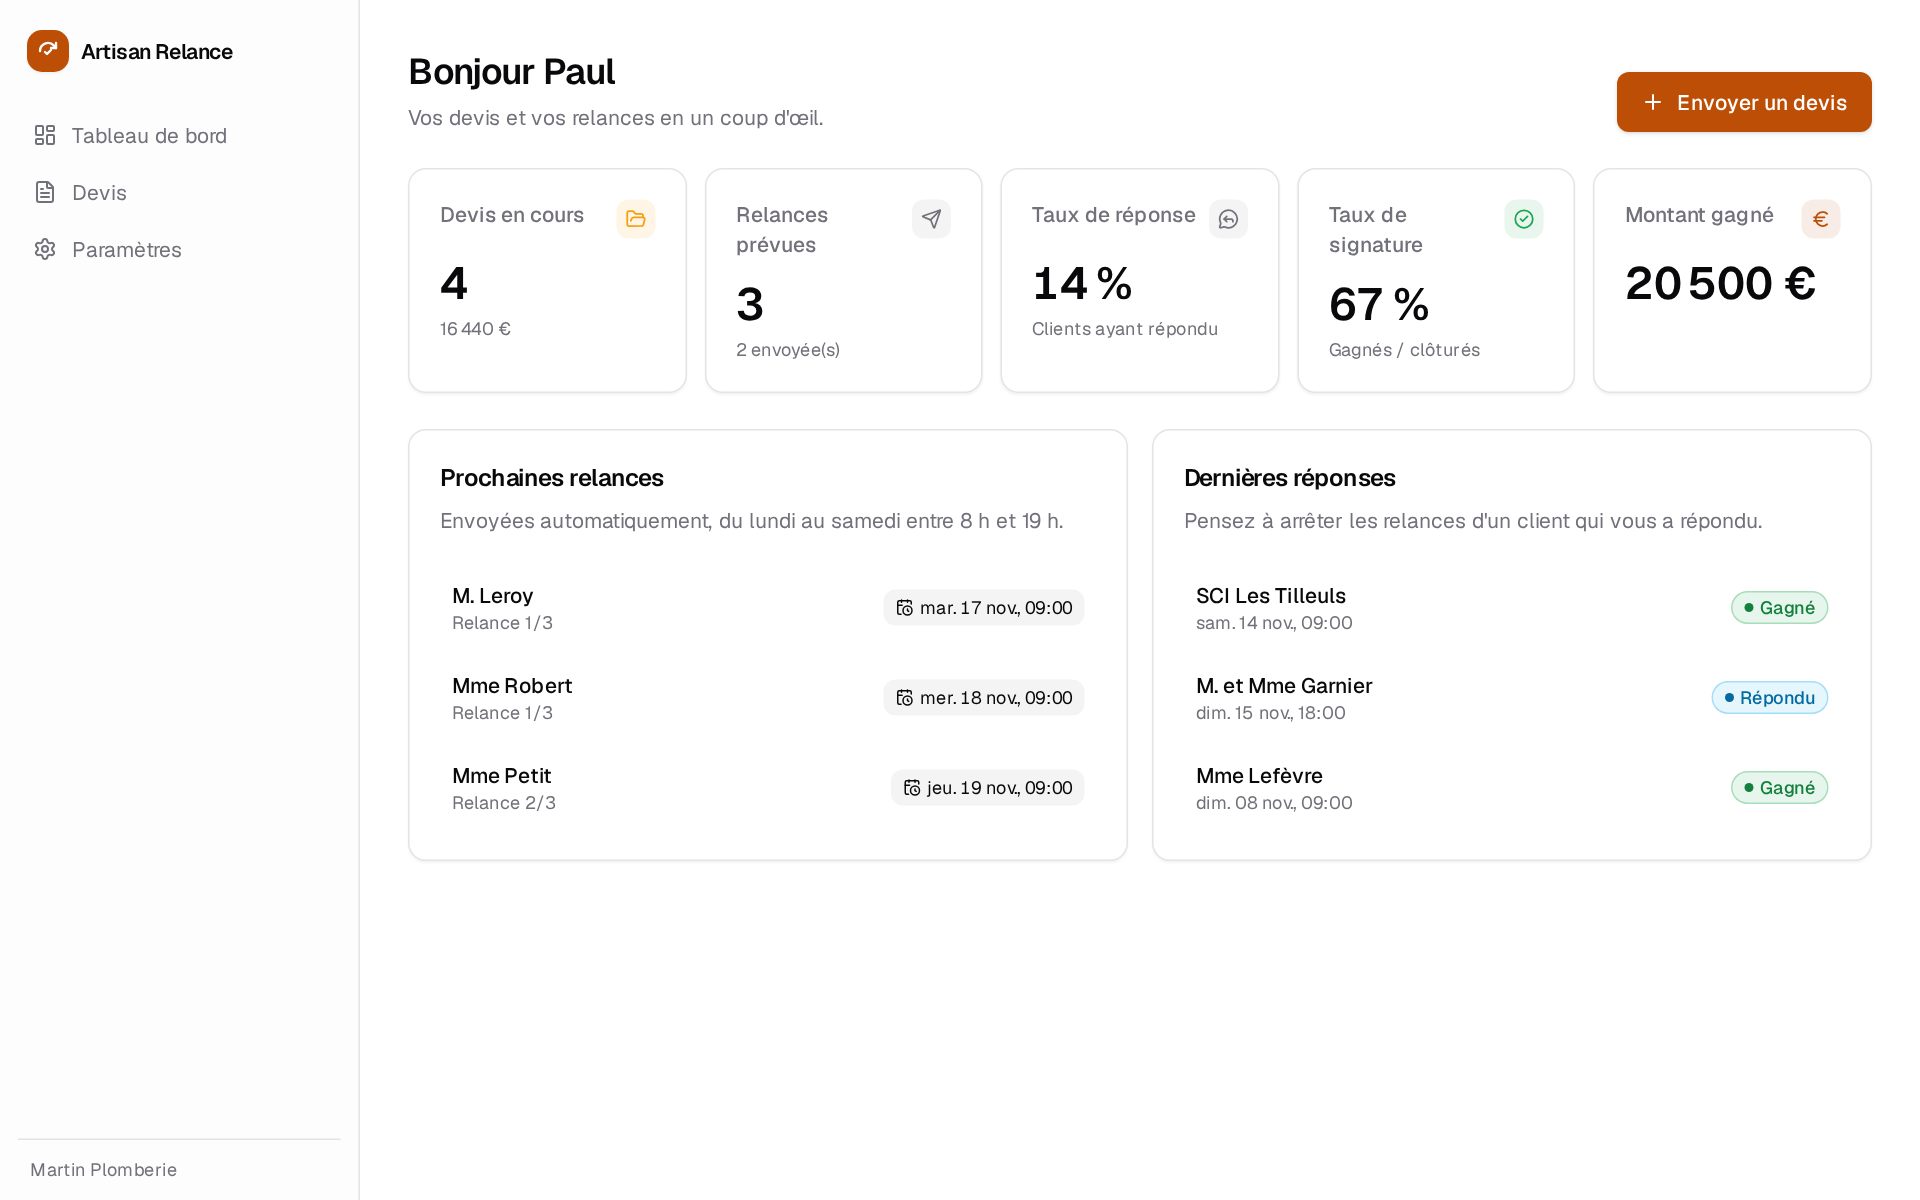 Artisan Relance
Tableau de bord
Devis
Paramètres
Martin Plomberie
Bonjour Paul
Vos devis et vos relances en un coup d'œil.
Envoyer un devis
Devis en cours
4
16 440 €
Relances
prévues
3
2 envoyée(s)
Taux de réponse
14 %
Clients ayant répondu
Taux de
signature
67 %
Gagnés / clôturés
Montant gagné
20 500 €
Prochaines relances
Envoyées automatiquement, du lundi au samedi entre 8 h et 19 h.
M. Leroy
Relance 1/3
mar. 17 nov., 09:00
Mme Robert
Relance 1/3
mer. 18 nov., 09:00
Mme Petit
Relance 2/3
jeu. 19 nov., 09:00
Dernières réponses
Pensez à arrêter les relances d'un client qui vous a répondu.
SCI Les Tilleuls
sam. 14 nov., 09:00
Gagné
M. et Mme Garnier
dim. 15 nov., 18:00
Répondu
Mme Lefèvre
dim. 08 nov., 09:00
Gagné